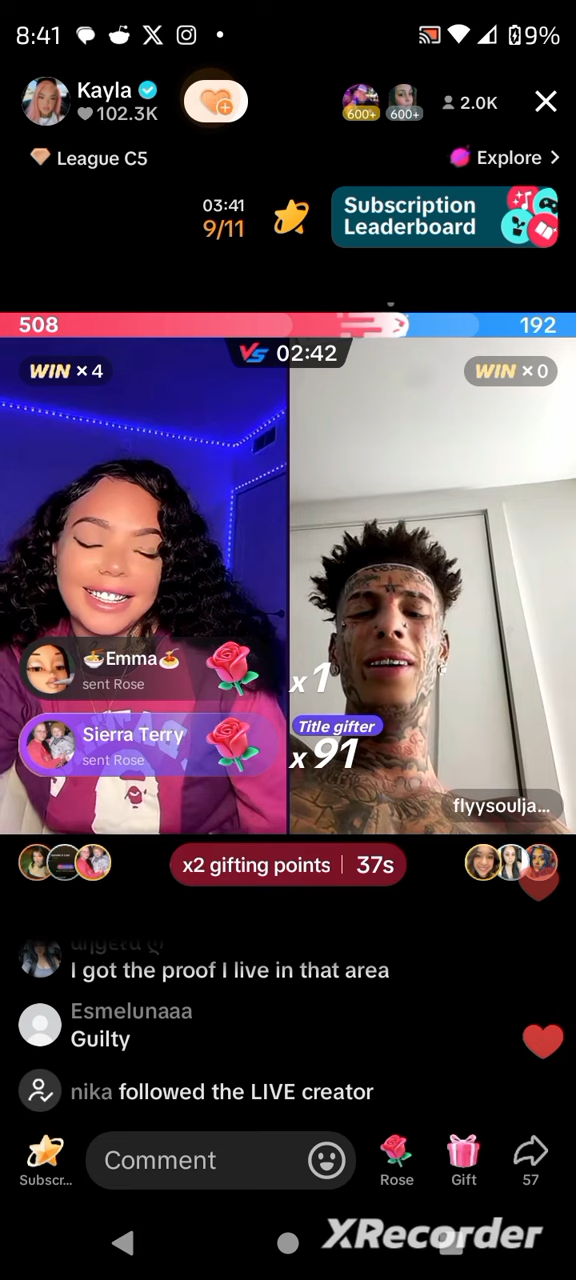 8:41
9%
Kayla
102.3K
600+
600+
2.0K
League C5
Explore
03:41
9/11
Subscription
Leaderboard
508
192
VS 02:42
WIN × 4
WIN × 0
Emma
sent Rose
x1
Title gifter
Sierra Terry
sent Rose
x91
flyysoulja...
x2 gifting points | 37s
I got the proof I live in that area
Esmelunaaa
Guilty
nika followed the LIVE creator
Comment
Subscr...
Rose
Gift
57
XRecorder